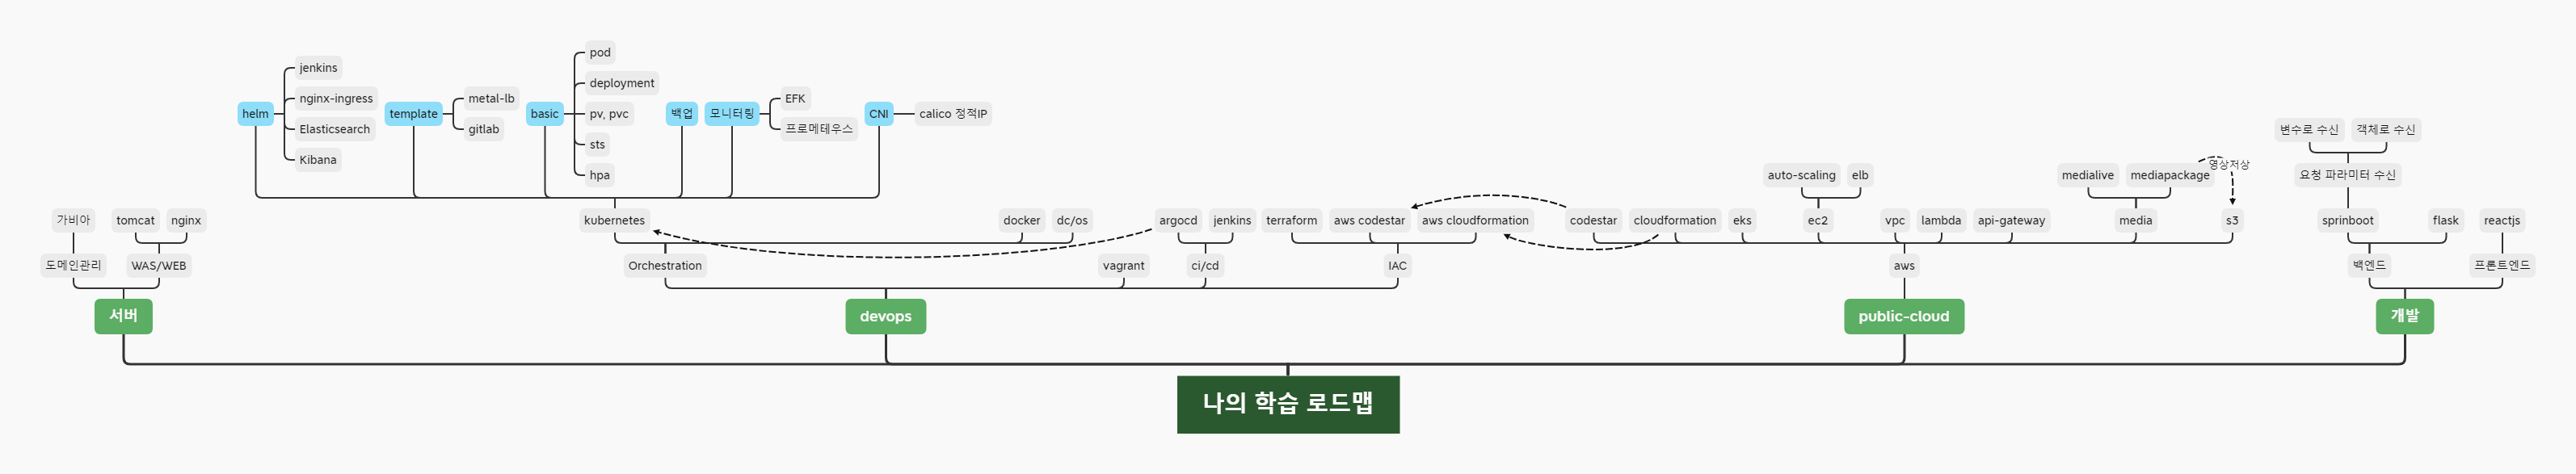 pod
jenkins
deployment
nginx-ingress
metal-lb
EFK
helm
template
basic
pv, pvc
백업
모니터링
CNI
calico 정적IP
Elasticsearch
gitlab
프로메테우스
변수로 수신
객체로 수신
sts
Kibana
영상저상
hpa
auto-scaling
elb
medialive
mediapackage
요청 파라미터 수신
가비아
tomcat
nginx
kubernetes
docker
dc/os
argocd
jenkins
terraform
aws codestar
aws cloudformation
codestar
cloudformation
eks
ec2
vpc
lambda
api-gateway
media
s3
sprinboot
flask
reactjs
도메인관리
WAS/WEB
Orchestration
vagrant
ci/cd
IAC
aws
백엔드
프론트엔드
서버
devops
public-cloud
개발
나의 학습 로드맵